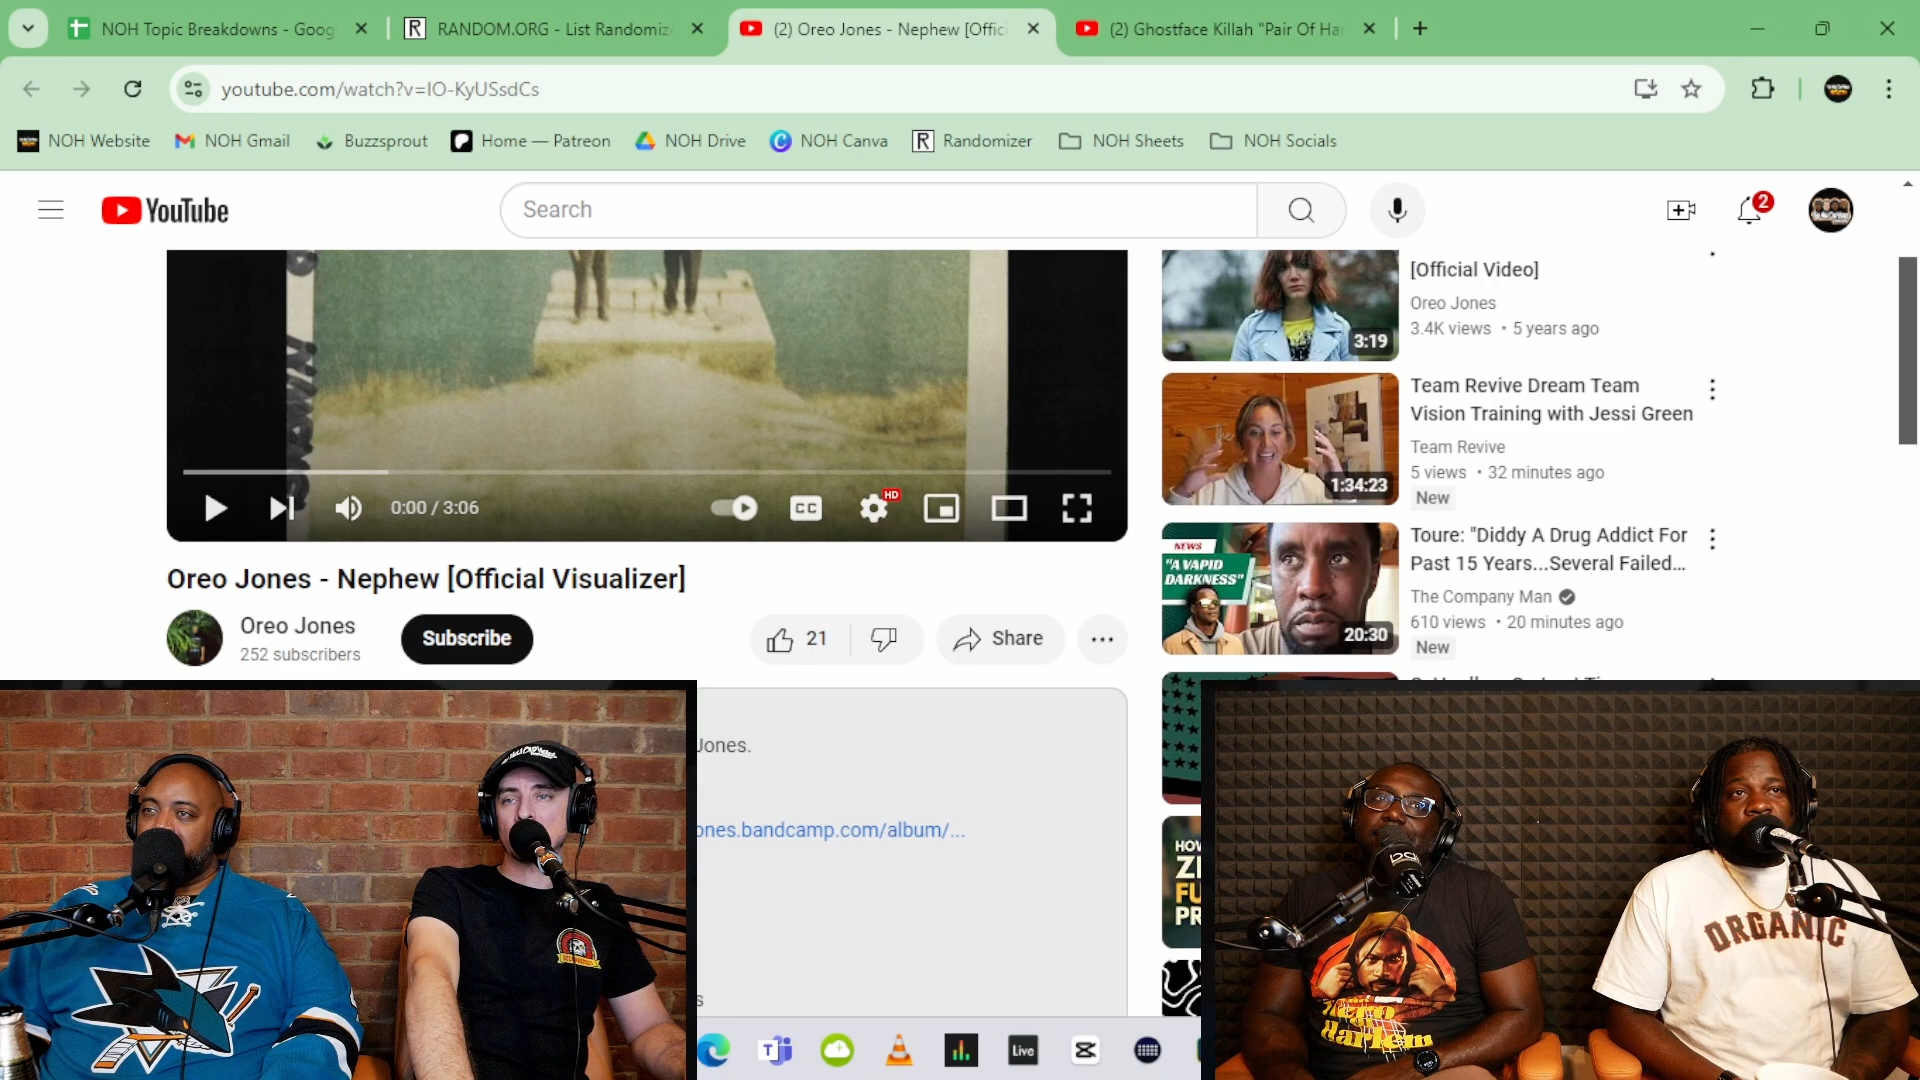 NOH Topic Breakdowns - Goog
RANDOM.ORG - List Randomiz
(2) Oreo Jones - Nephew [Offic
(2) Ghostface Killah "Pair Of Ha
youtube.com/watch?v=IO-KyUSsdCs
NOH Website
NOH Gmail
Buzzsprout
Home — Patreon
NOH Drive
NOH Canva
Randomizer
NOH Sheets
NOH Socials
YouTube
Search
2
0:00 / 3:06
CC
HD
Oreo Jones - Nephew [Official Visualizer]
Oreo Jones
252 subscribers
Subscribe
21
Share
Jones.
ones.bandcamp.com/album/...
s
[Official Video]
Oreo Jones
3.4K views • 5 years ago
3:19
Team Revive Dream Team
Vision Training with Jessi Green
Team Revive
5 views • 32 minutes ago
New
1:34:23
Toure: "Diddy A Drug Addict For
Past 15 Years...Several Failed...
The Company Man
610 views • 20 minutes ago
New
NEWS
"A VAPID
DARKNESS"
20:30
HOW
ZE
FU
PR
Live
ORGANIC